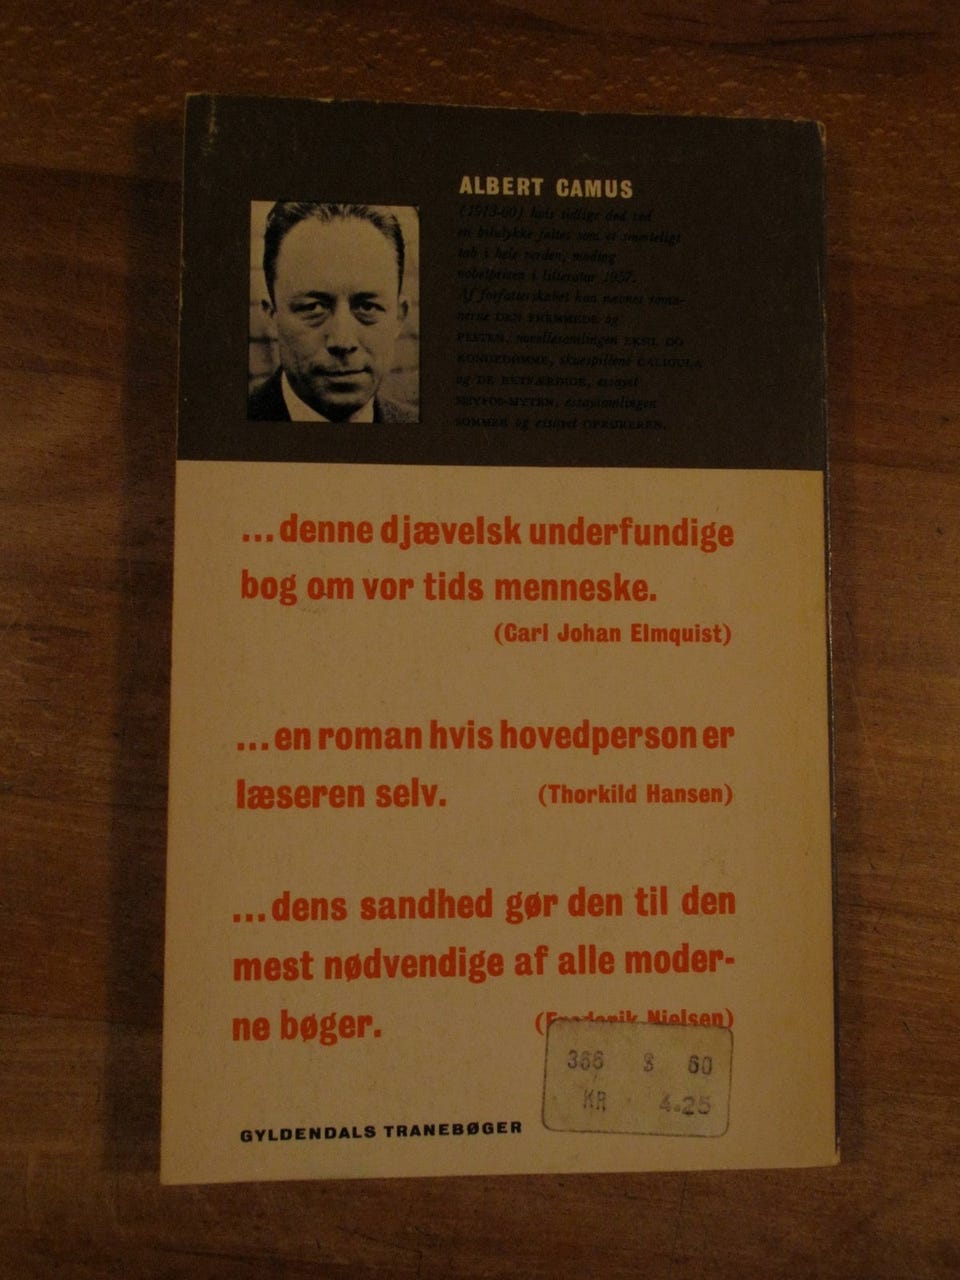 ALBERT CAMUS
(1913-60) hvis tidlige død ved
en bilulykke føltes som et smerteligt
tab i hele verden, modtog
nobelprisen i litteratur 1957.
Af forfatterskabet kan nævnes roma-
nerne DEN FREMMEDE og
PESTEN, novellesamlingen EKSIL OG
KONGEDØMME, skuespillene CALIGULA
og DE RETFÆRDIGE, essayet
SISYFOS-MYTEN, essaysamlingen
SOMMER og essayet OPRØREREN.
...denne djævelsk underfundige
bog om vor tids menneske.
(Carl Johan Elmquist)
...en roman hvis hovedperson er
læseren selv. (Thorkild Hansen)
...dens sandhed gør den til den
mest nødvendige af alle moder-
ne bøger. (Frederik Nielsen)
366 S 60
KR 4.25
GYLDENDALS TRANEBØGER